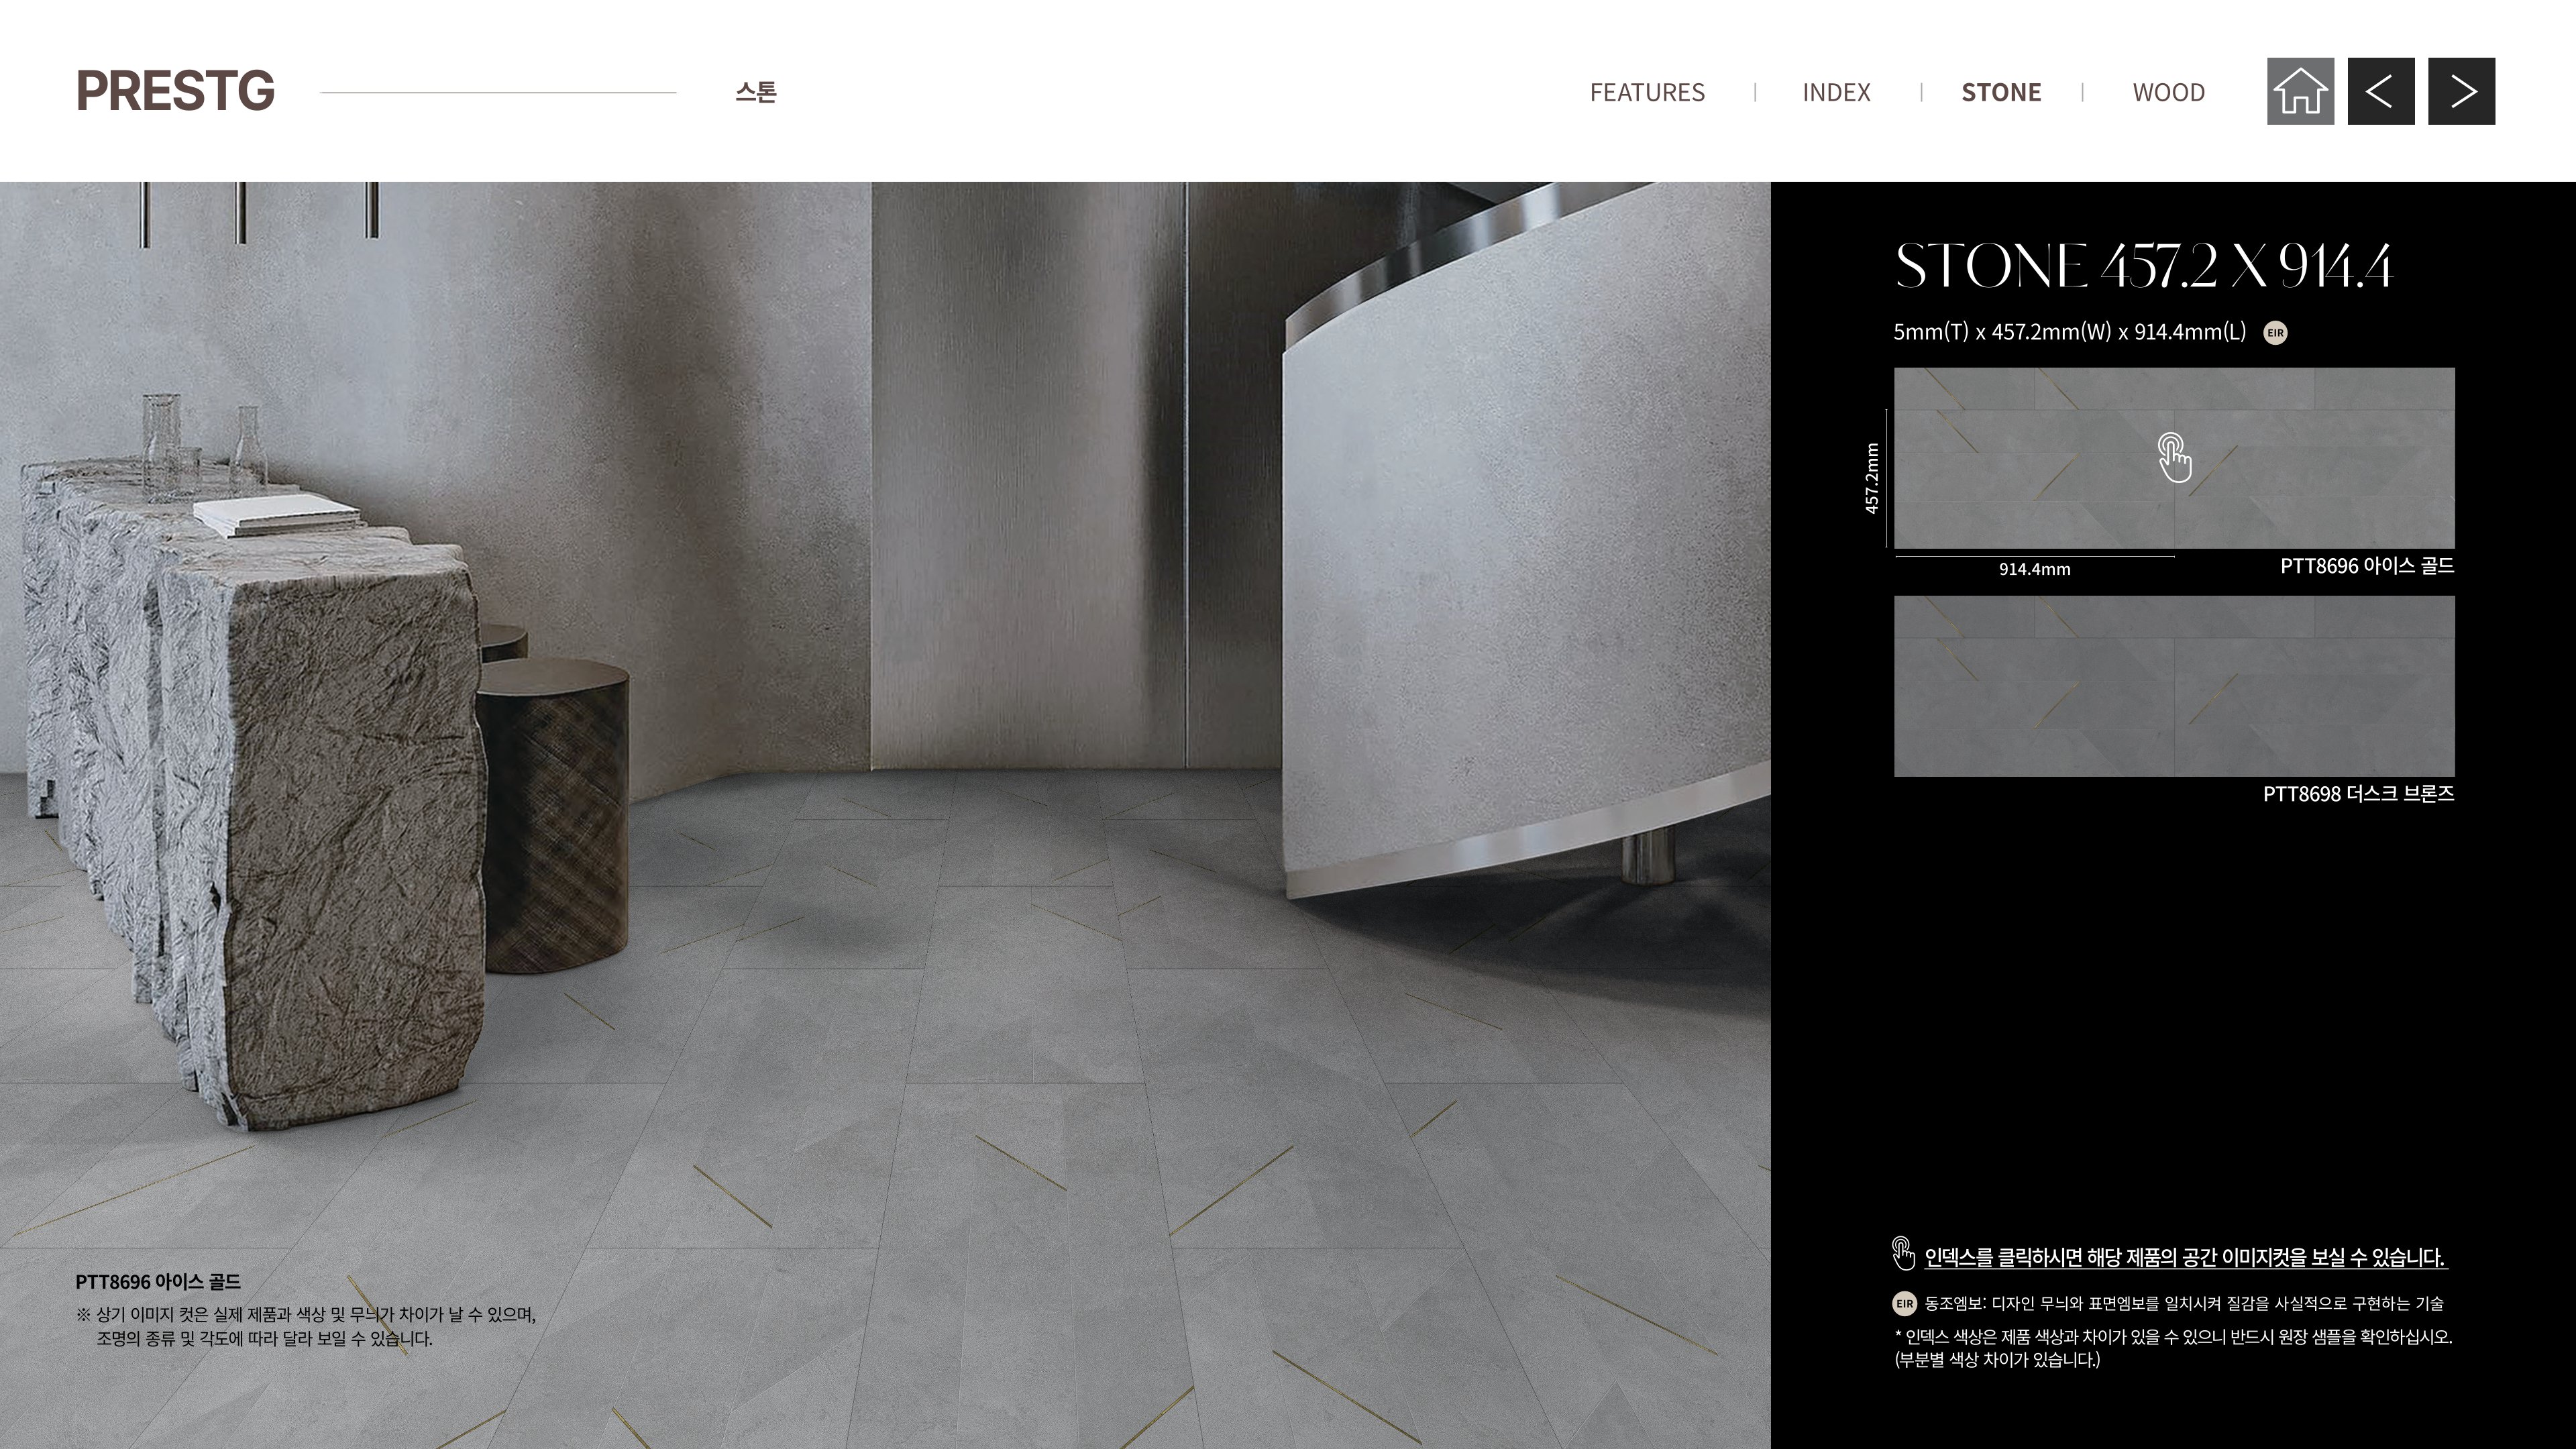 PRESTG
스톤
FEATURES | INDEX | STONE | WOOD
STONE 457.2 X 914.4
5mm(T) x 457.2mm(W) x 914.4mm(L) EIR
457.2mm
914.4mm
PTT8696 아이스 골드
PTT8698 더스크 브론즈
PTT8696 아이스 골드
※ 상기 이미지 컷은 실제 제품과 색상 및 무늬가 차이가 날 수 있으며,
조명의 종류 및 각도에 따라 달라 보일 수 있습니다.
인덱스를 클릭하시면 해당 제품의 공간 이미지컷을 보실 수 있습니다.
EIR 동조엠보: 디자인 무늬와 표면엠보를 일치시켜 질감을 사실적으로 구현하는 기술
* 인덱스 색상은 제품 색상과 차이가 있을 수 있으니 반드시 원장 샘플을 확인하십시오.
(부분별 색상 차이가 있습니다.)